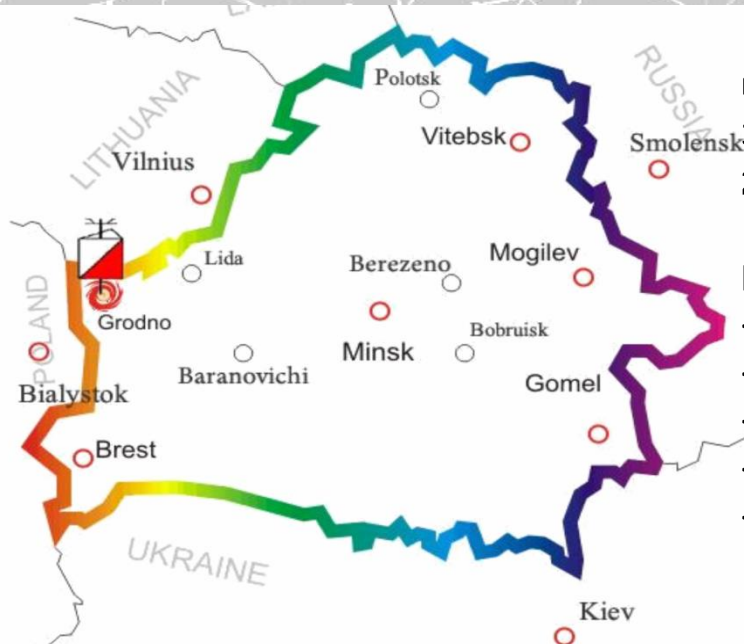 Polotsk
RUSSIA
LITHUANIA
Vitebsk
Smolensk
Vilnius
Lida
Berezeno
Mogilev
POLAND
Grodno
Minsk
Bobruisk
Baranovichi
Gomel
Bialystok
Brest
UKRAINE
Kiev